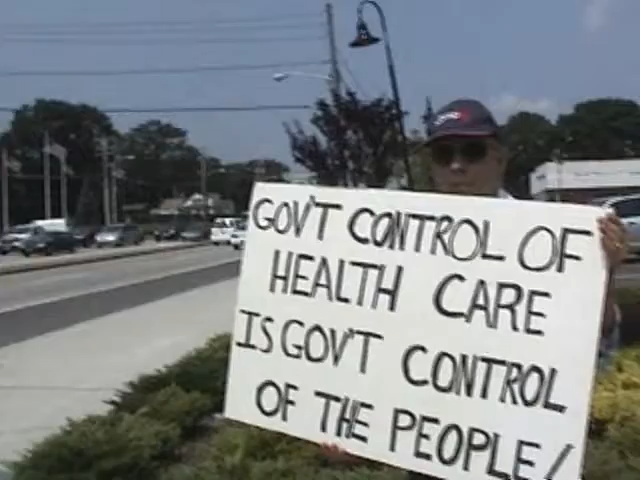 GOV'T CONTROL OF
HEALTH CARE
IS GOV'T CONTROL
OF THE PEOPLE!